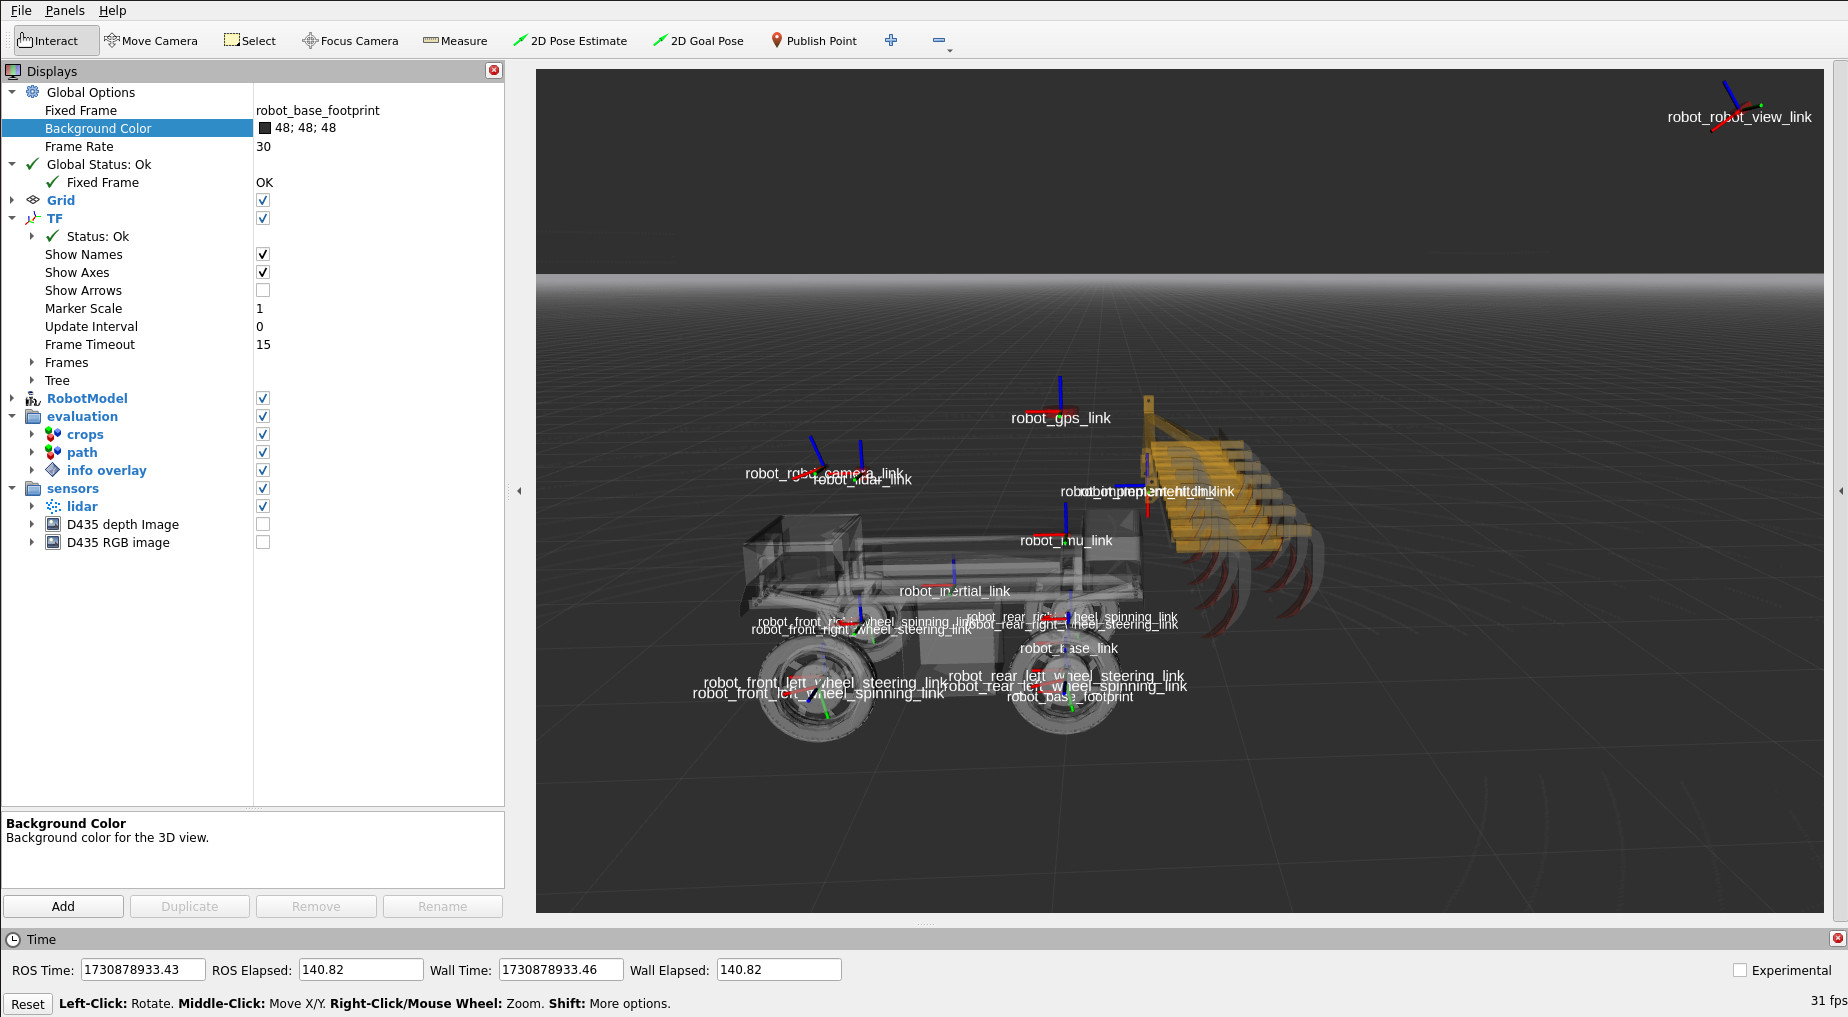 File Panels Help
Interact Move Camera Select Focus Camera Measure 2D Pose Estimate 2D Goal Pose Publish Point
Displays
Global Options
Fixed Frame robot_base_footprint
Background Color 48; 48; 48
Frame Rate 30
Global Status: Ok
Fixed Frame OK
Grid
TF
Status: Ok
Show Names
Show Axes
Show Arrows
Marker Scale 1
Update Interval 0
Frame Timeout 15
Frames
Tree
RobotModel
evaluation
crops
path
info overlay
sensors
lidar
D435 depth Image
D435 RGB image
Background Color
Background color for the 3D view.
Add Duplicate Remove Rename
robot_robot_view_link
robot_gps_link
robot_rgbd_camera_link
robot_lidar_link
robot_implement_hitch_link
robot_imu_link
robot_inertial_link
robot_front_right_wheel_spinning_link
robot_front_right_wheel_steering_link
robot_rear_right_wheel_spinning_link
robot_rear_right_wheel_steering_link
robot_base_link
robot_front_left_wheel_steering_link
robot_front_left_wheel_spinning_link
robot_rear_left_wheel_steering_link
robot_rear_left_wheel_spinning_link
robot_base_footprint
Time
ROS Time: 1730878933.43 ROS Elapsed: 140.82 Wall Time: 1730878933.46 Wall Elapsed: 140.82 Experimental
Reset Left-Click: Rotate. Middle-Click: Move X/Y. Right-Click/Mouse Wheel: Zoom. Shift: More options. 31 fps